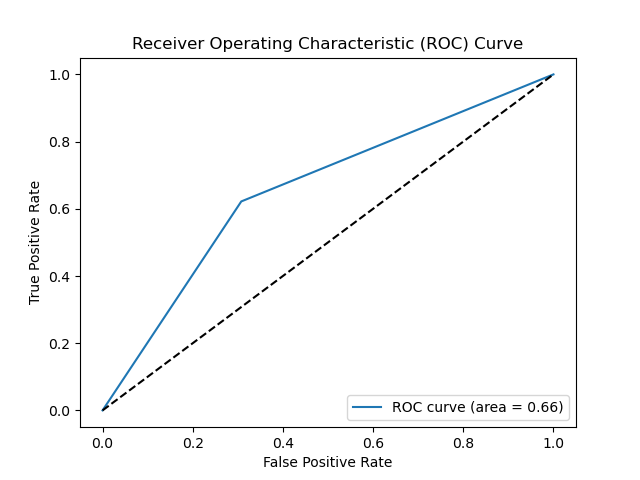 Receiver Operating Characteristic (ROC) Curve
1.0
0.8
0.6
0.4
0.2
0.0
True Positive Rate
ROC curve (area = 0.66)
0.0 0.2 0.4 0.6 0.8 1.0
False Positive Rate